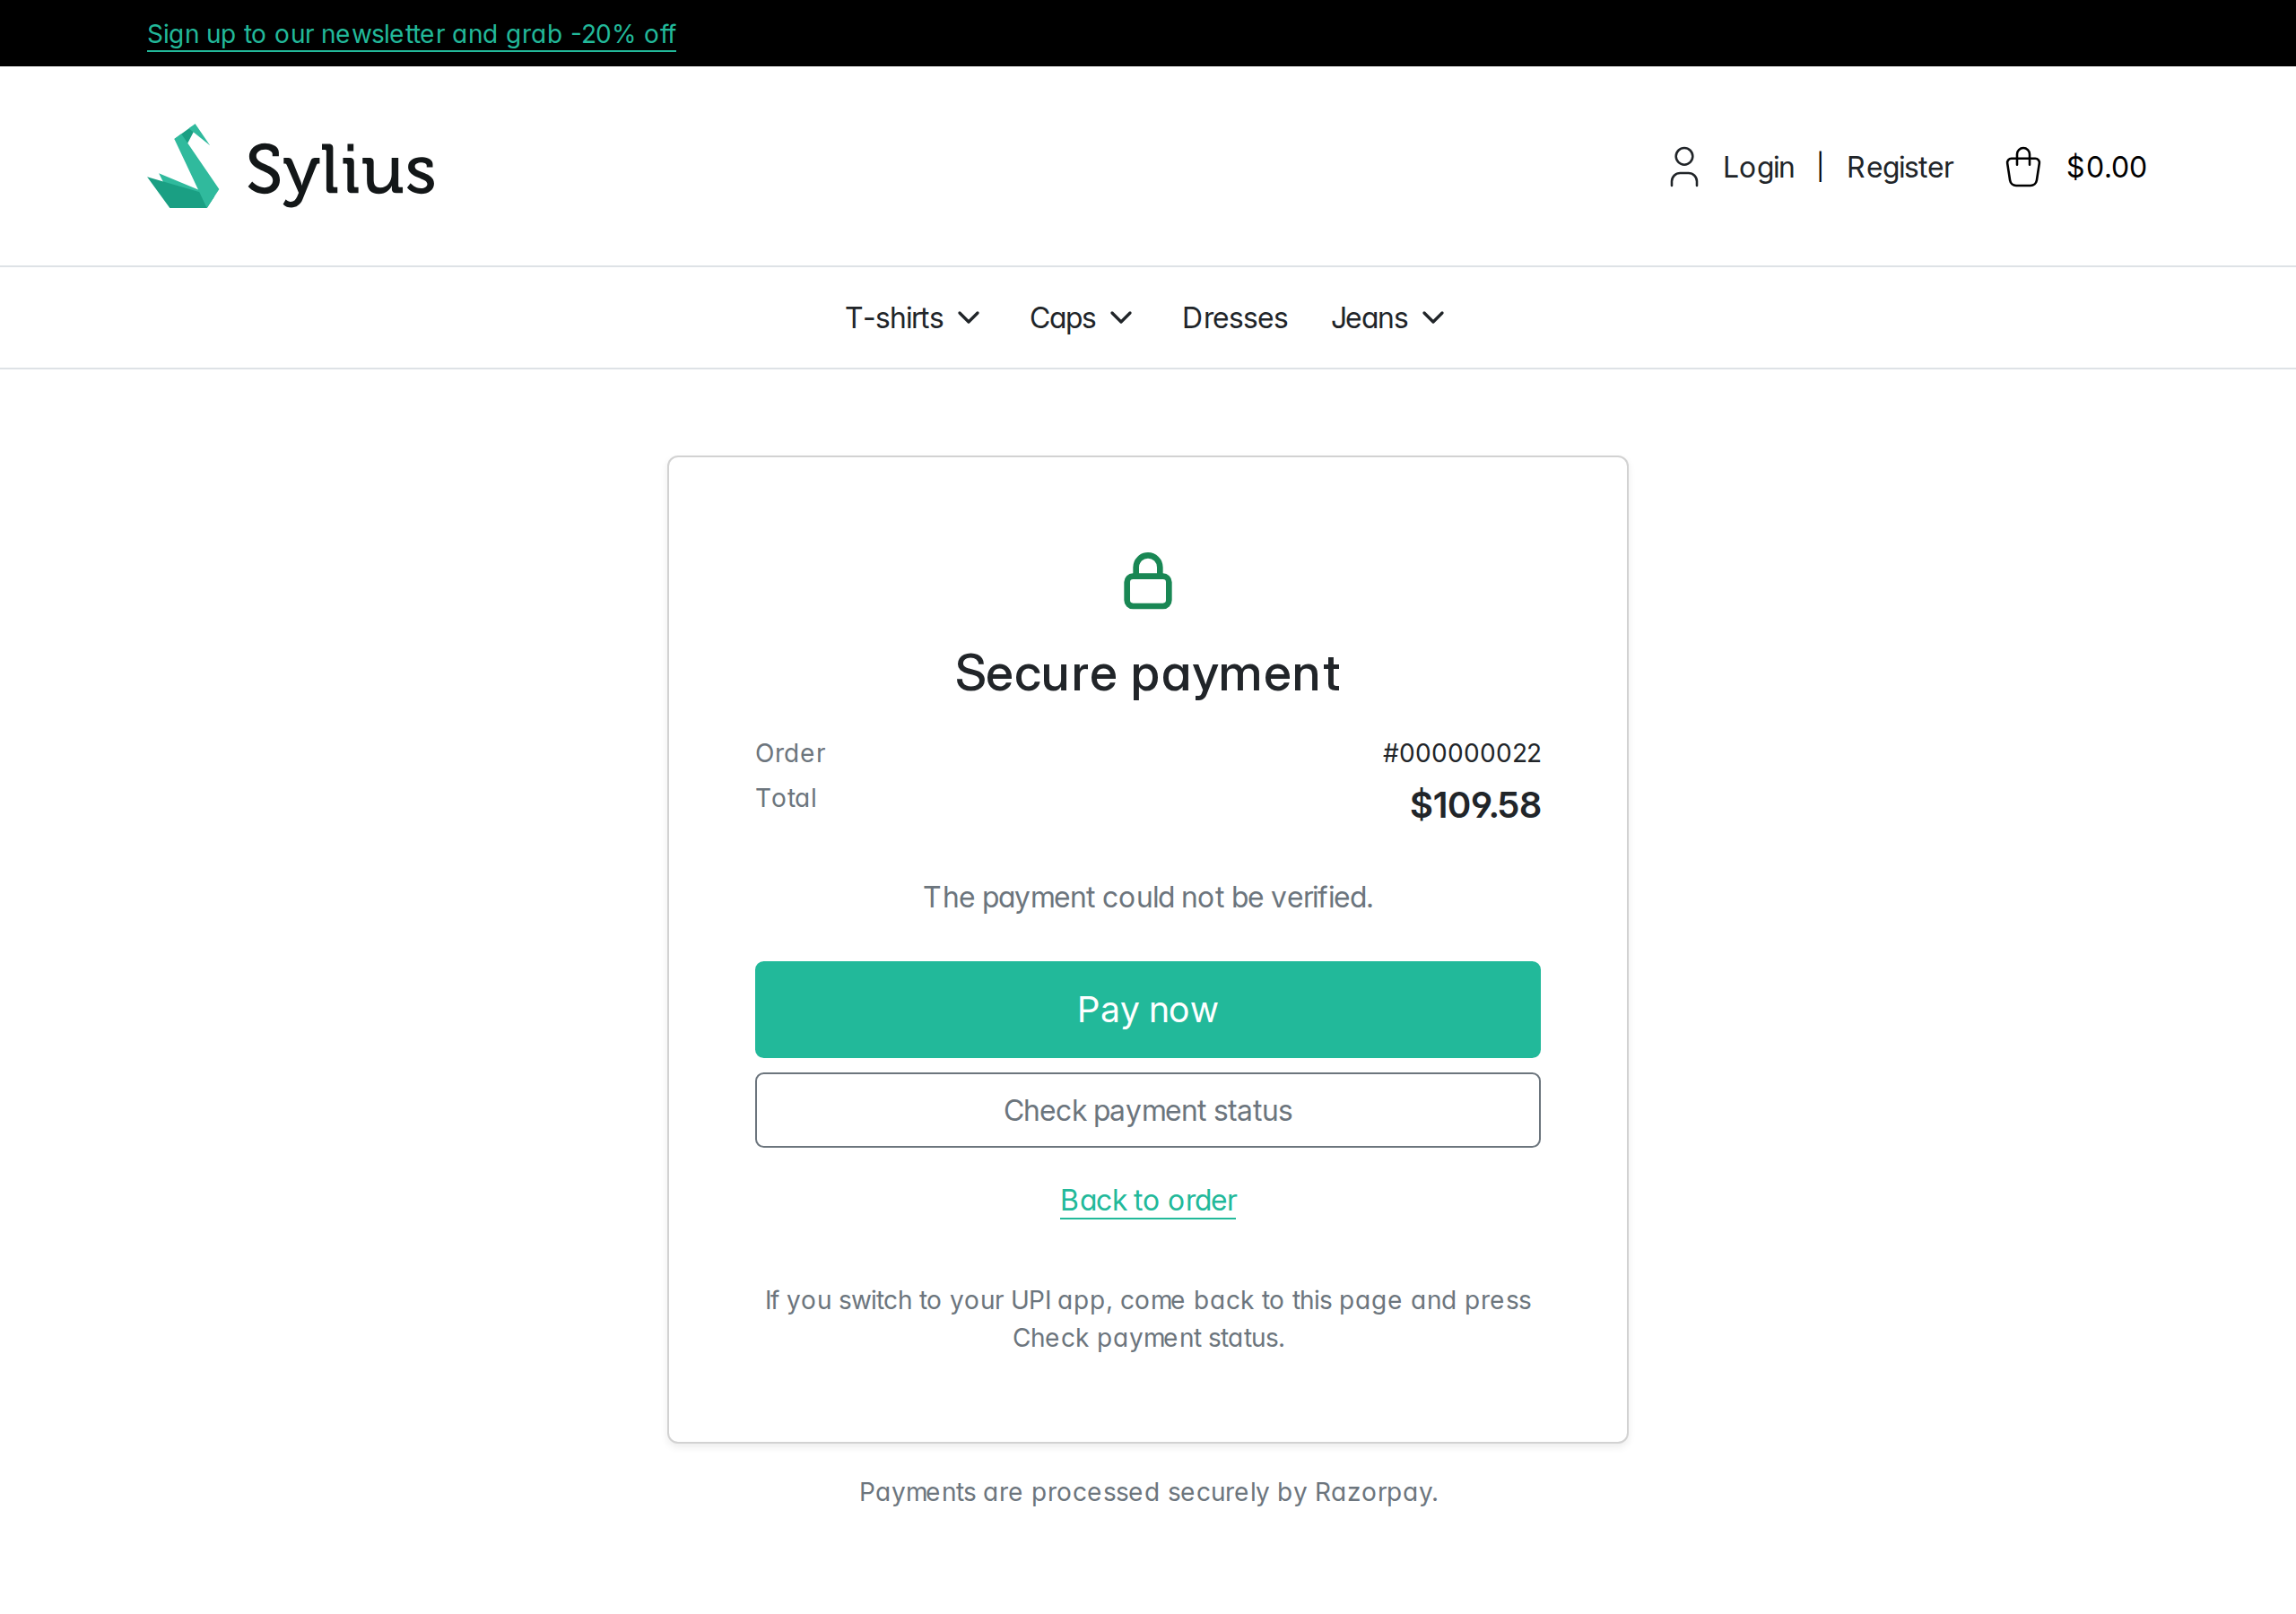 Sign up to our newsletter and grab -20% off
Sylius
Login | Register $0.00
T-shirts Caps Dresses Jeans
Secure payment
Order #000000022
Total $109.58
The payment could not be verified.
Pay now
Check payment status
Back to order
If you switch to your UPI app, come back to this page and press
Check payment status.
Payments are processed securely by Razorpay.